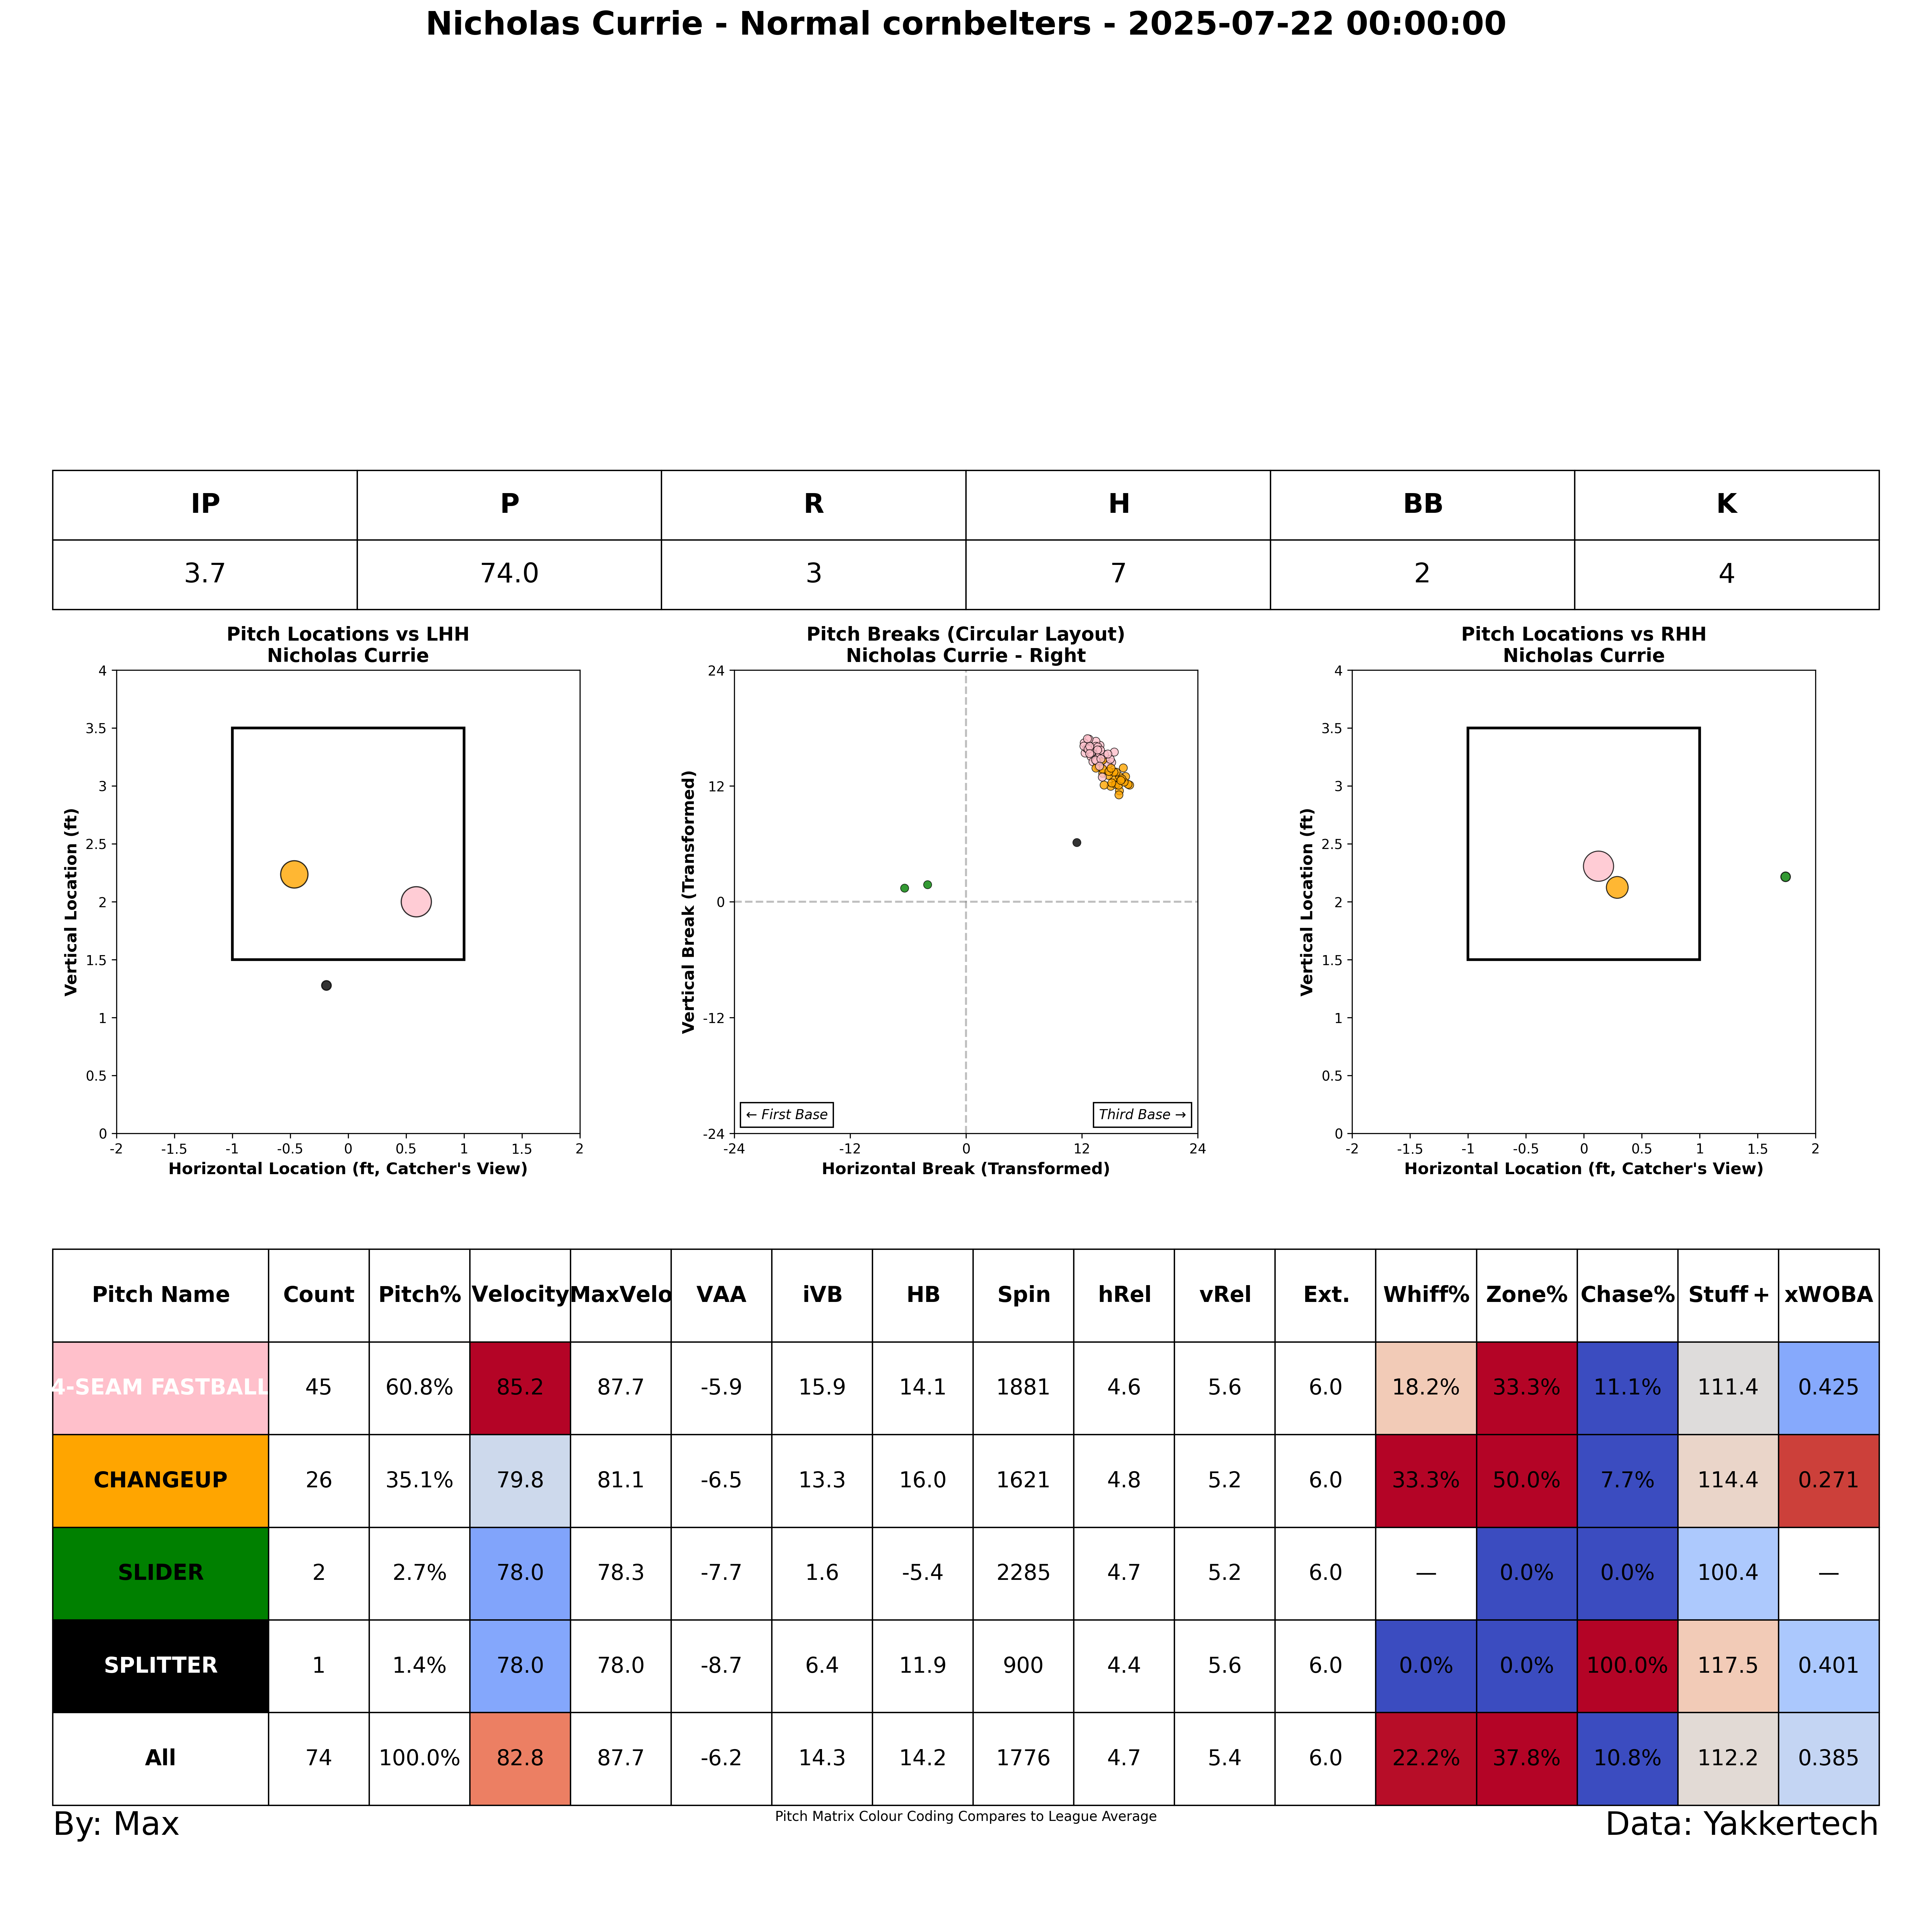 Nicholas Currie - Normal cornbelters - 2025-07-22 00:00:00
IP P R H BB K
3.7 74.0 3 7 2 4
Pitch Locations vs LHH
Nicholas Currie
4
3.5
3
2.5
2
1.5
1
0.5
0
-2 -1.5 -1 -0.5 0 0.5 1 1.5 2
Vertical Location (ft)
Horizontal Location (ft, Catcher's View)
Pitch Breaks (Circular Layout)
Nicholas Currie - Right
24
12
0
-12
-24
-24 -12 0 12 24
← First Base
Third Base →
Vertical Break (Transformed)
Horizontal Break (Transformed)
Pitch Locations vs RHH
Nicholas Currie
4
3.5
3
2.5
2
1.5
1
0.5
0
-2 -1.5 -1 -0.5 0 0.5 1 1.5 2
Vertical Location (ft)
Horizontal Location (ft, Catcher's View)
Pitch Name Count Pitch% Velocity MaxVelo VAA iVB HB Spin hRel vRel Ext. Whiff% Zone% Chase% Stuff+ xWOBA
4-SEAM FASTBALL 45 60.8% 85.2 87.7 -5.9 15.9 14.1 1881 4.6 5.6 6.0 18.2% 33.3% 11.1% 111.4 0.425
CHANGEUP 26 35.1% 79.8 81.1 -6.5 13.3 16.0 1621 4.8 5.2 6.0 33.3% 50.0% 7.7% 114.4 0.271
SLIDER 2 2.7% 78.0 78.3 -7.7 1.6 -5.4 2285 4.7 5.2 6.0 — 0.0% 0.0% 100.4 —
SPLITTER 1 1.4% 78.0 78.0 -8.7 6.4 11.9 900 4.4 5.6 6.0 0.0% 0.0% 100.0% 117.5 0.401
All 74 100.0% 82.8 87.7 -6.2 14.3 14.2 1776 4.7 5.4 6.0 22.2% 37.8% 10.8% 112.2 0.385
By: Max
Pitch Matrix Colour Coding Compares to League Average
Data: Yakkertech